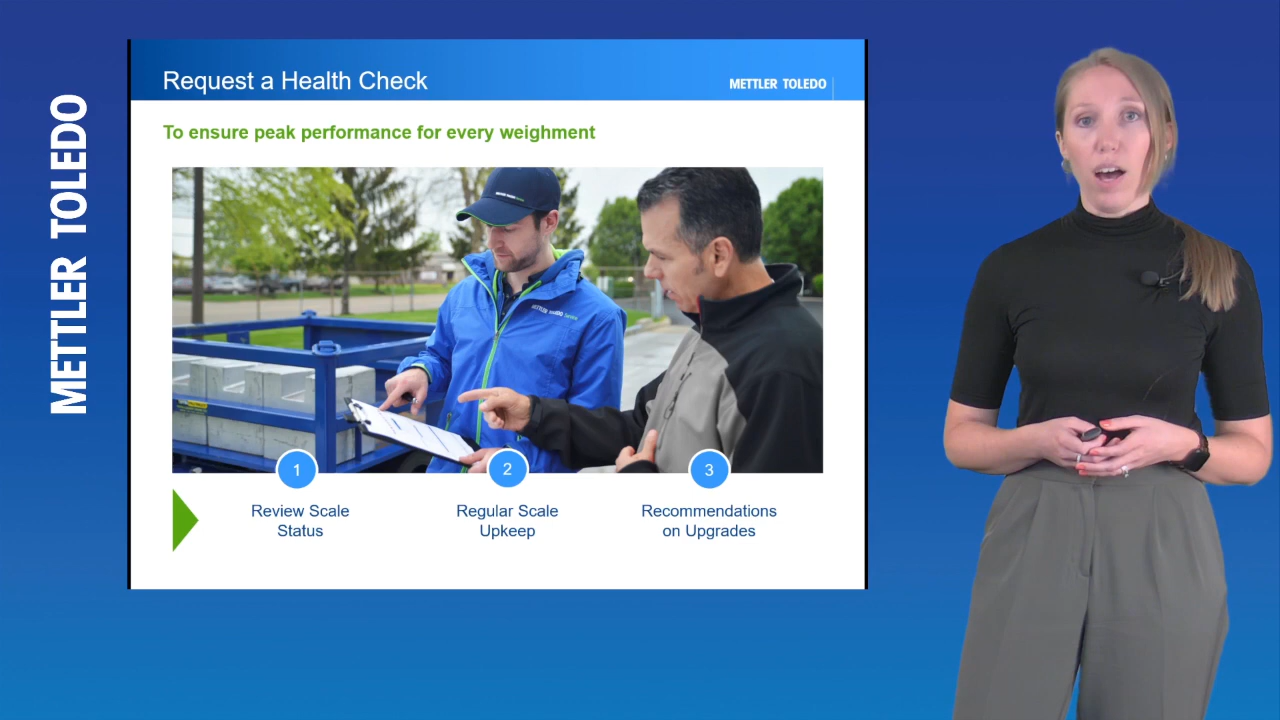 METTLER TOLEDO
Request a Health Check
METTLER TOLEDO
To ensure peak performance for every weighment
1
2
3
Review Scale
Status
Regular Scale
Upkeep
Recommendations
on Upgrades